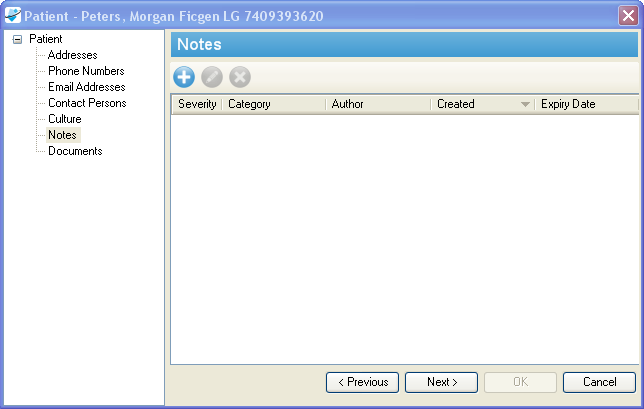 Patient - Peters, Morgan Ficgen LG 7409393620
Patient
Addresses
Phone Numbers
Email Addresses
Contact Persons
Culture
Notes
Documents
Notes
Severity Category Author Created Expiry Date
< Previous Next > OK Cancel